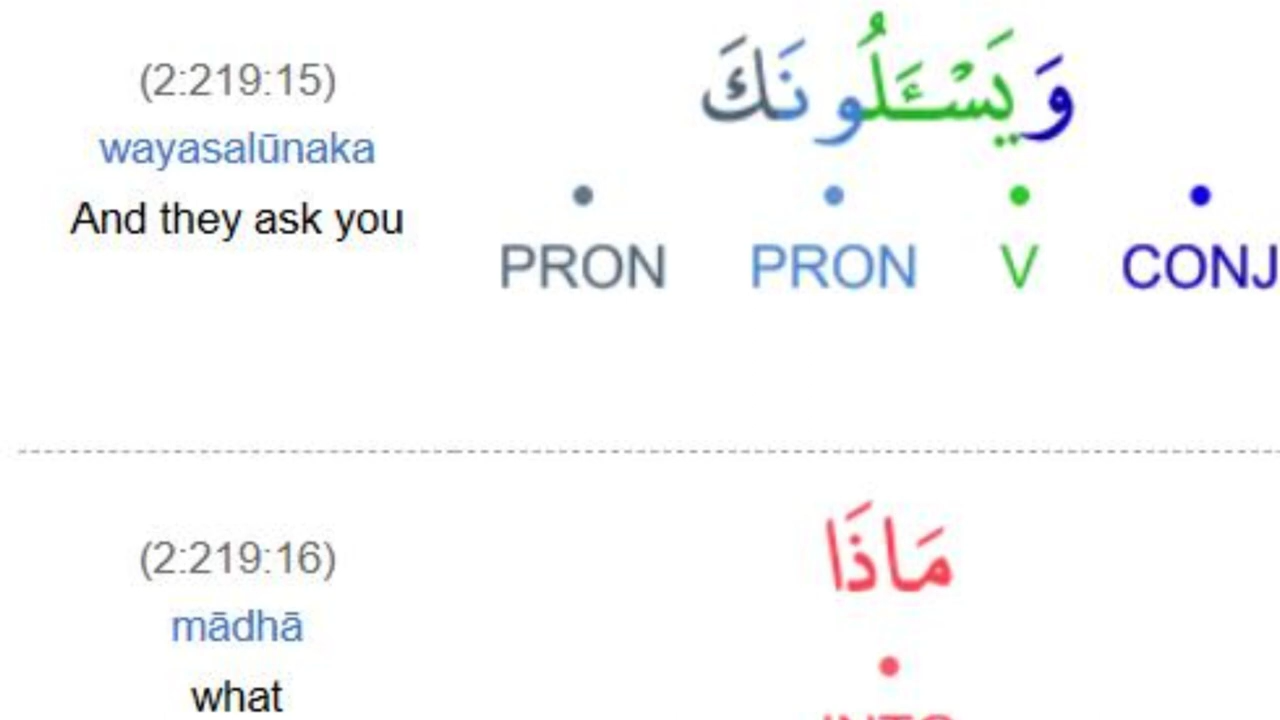 (2:219:15)
wayasalūnaka
And they ask you
وَيَسْـَٔلُونَكَ
PRON PRON V CONJ
(2:219:16)
mādhā
what
مَاذَا